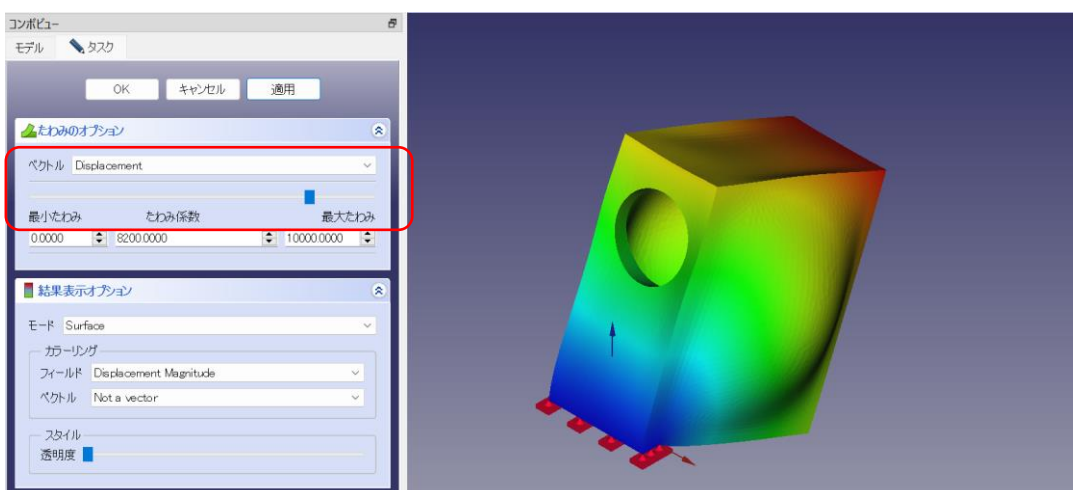 コンボビュー
モデル タスク
OK キャンセル 適用
たわみのオプション
ベクトル Displacement
最小たわみ たわみ係数 最大たわみ
0.0000 8200.0000 10000.0000
結果表示オプション
モード Surface
カラーリング
フィールド Displacement Magnitude
ベクトル Not a vector
スタイル
透明度